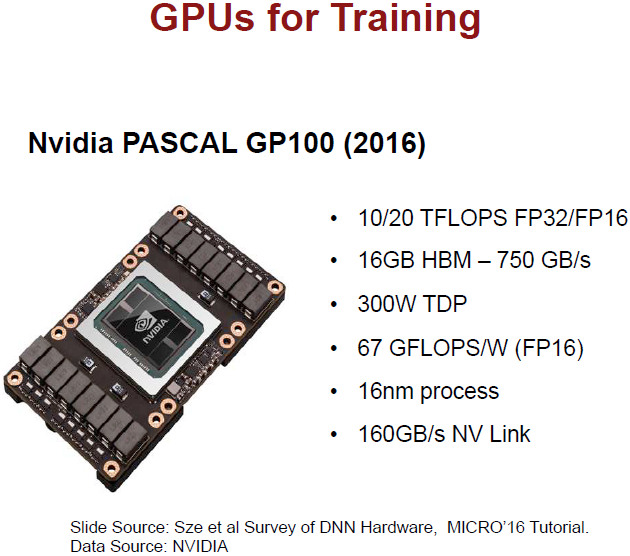 GPUs for Training
Nvidia PASCAL GP100 (2016)
• 10/20 TFLOPS FP32/FP16
• 16GB HBM – 750 GB/s
• 300W TDP
• 67 GFLOPS/W (FP16)
• 16nm process
• 160GB/s NV Link
NVIDIA
Slide Source: Sze et al Survey of DNN Hardware, MICRO'16 Tutorial.
Data Source: NVIDIA